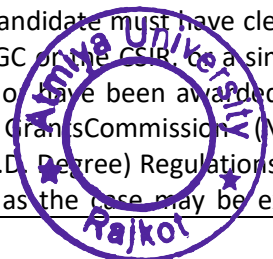 andidate must have cle
GC or the CSIR, or a sin
or have been awarded
GrantsCommission (N
.D. Degree) Regulations
as the case may be e
Atmiya University
Rajkot